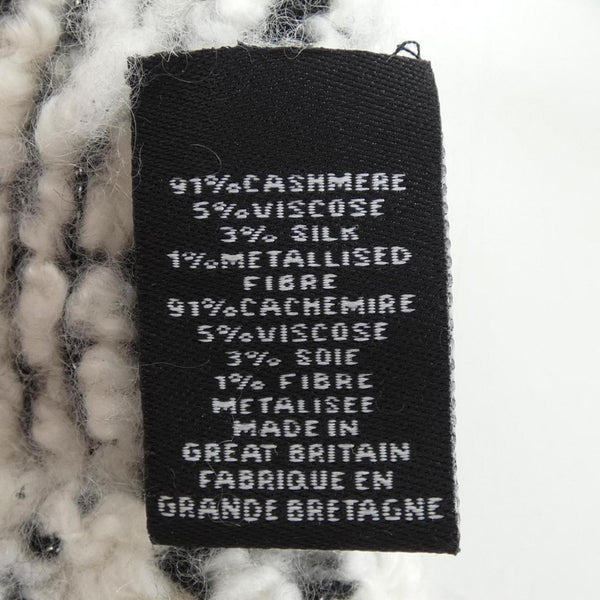 91%CASHMERE
5%VISCOSE
3% SILK
1%METALLISED
FIBRE
91%CACHEMIRE
5%VISCOSE
3% SOIE
1% FIBRE
METALISEE
MADE IN
GREAT BRITAIN
FABRIQUE EN
GRANDE BRETAGNE